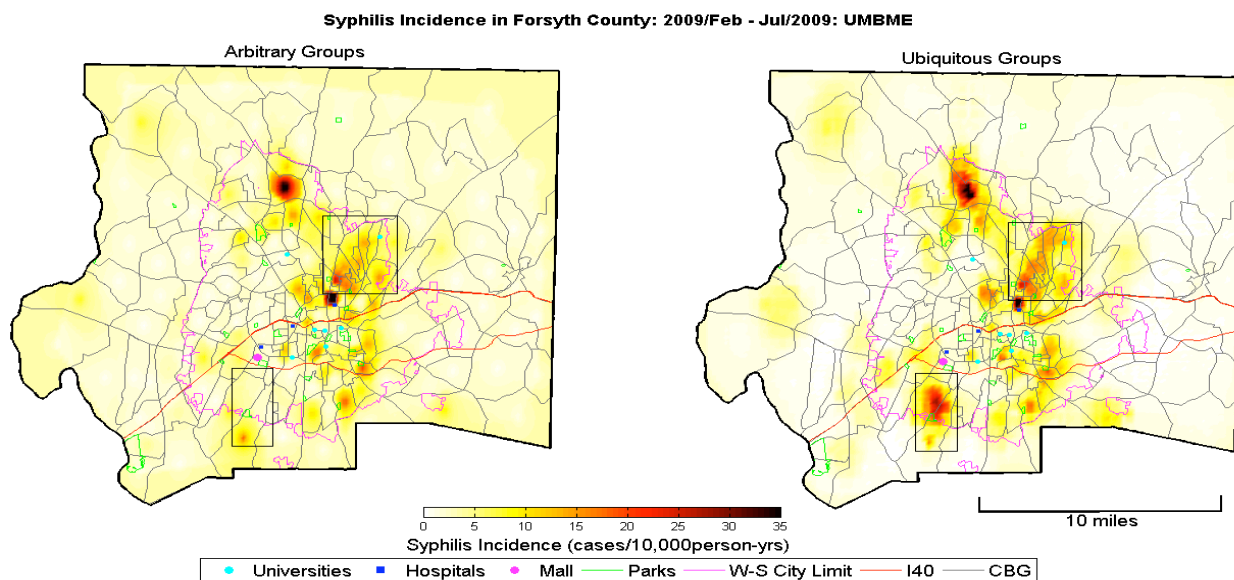 Syphilis Incidence in Forsyth County: 2009/Feb - Jul/2009: UMBME
Arbitrary Groups
Ubiquitous Groups
0 5 10 15 20 25 30 35
Syphilis Incidence (cases/10,000person-yrs)
10 miles
Universities Hospitals Mall Parks W-S City Limit I40 CBG